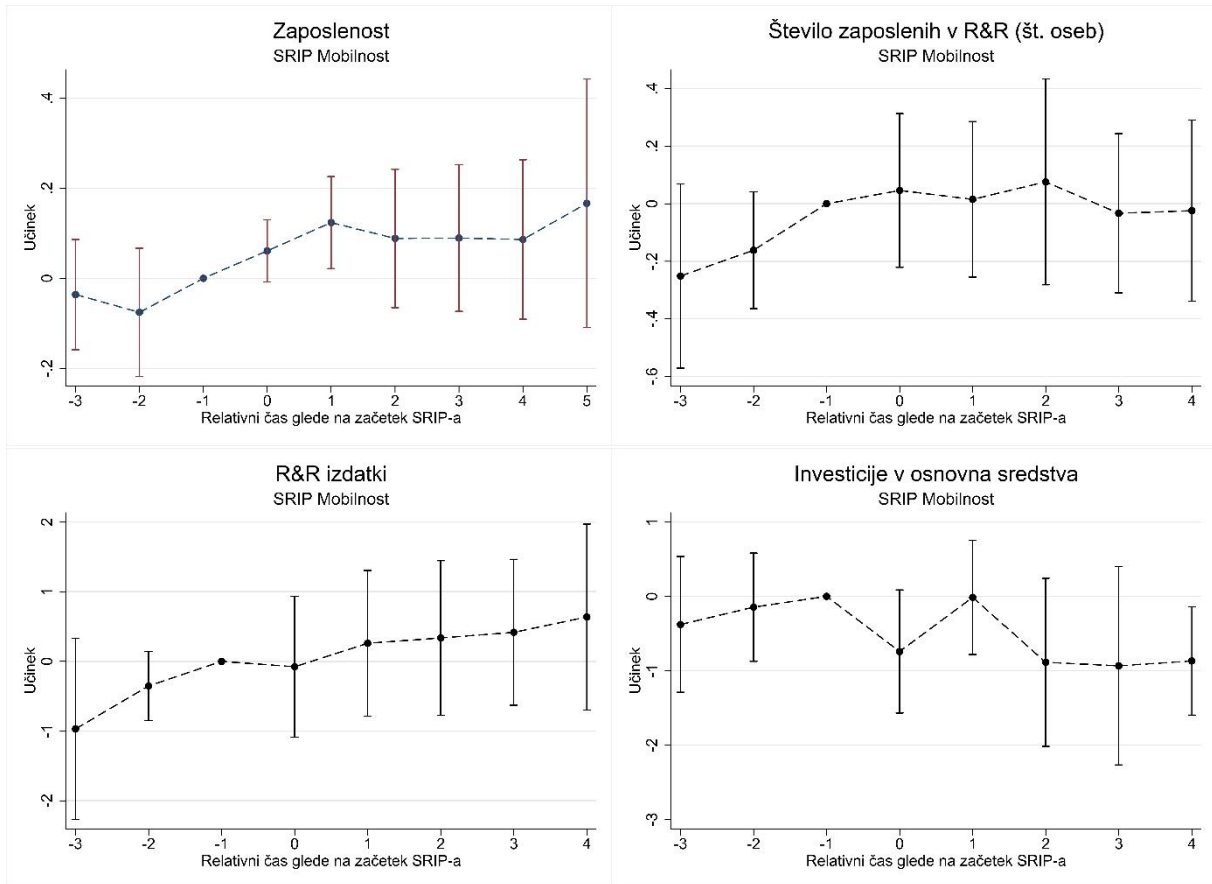 Zaposlenost
SRIP Mobilnost
Učinek
.4
.2
0
-.2
-3 -2 -1 0 1 2 3 4 5
Relativni čas glede na začetek SRIP-a
Število zaposlenih v R&R (št. oseb)
SRIP Mobilnost
Učinek
.4
.2
0
-.2
-.4
-.6
-3 -2 -1 0 1 2 3 4
Relativni čas glede na začetek SRIP-a
R&R izdatki
SRIP Mobilnost
Učinek
2
1
0
-1
-2
-3 -2 -1 0 1 2 3 4
Relativni čas glede na začetek SRIP-a
Investicije v osnovna sredstva
SRIP Mobilnost
Učinek
1
0
-1
-2
-3
-3 -2 -1 0 1 2 3 4
Relativni čas glede na začetek SRIP-a